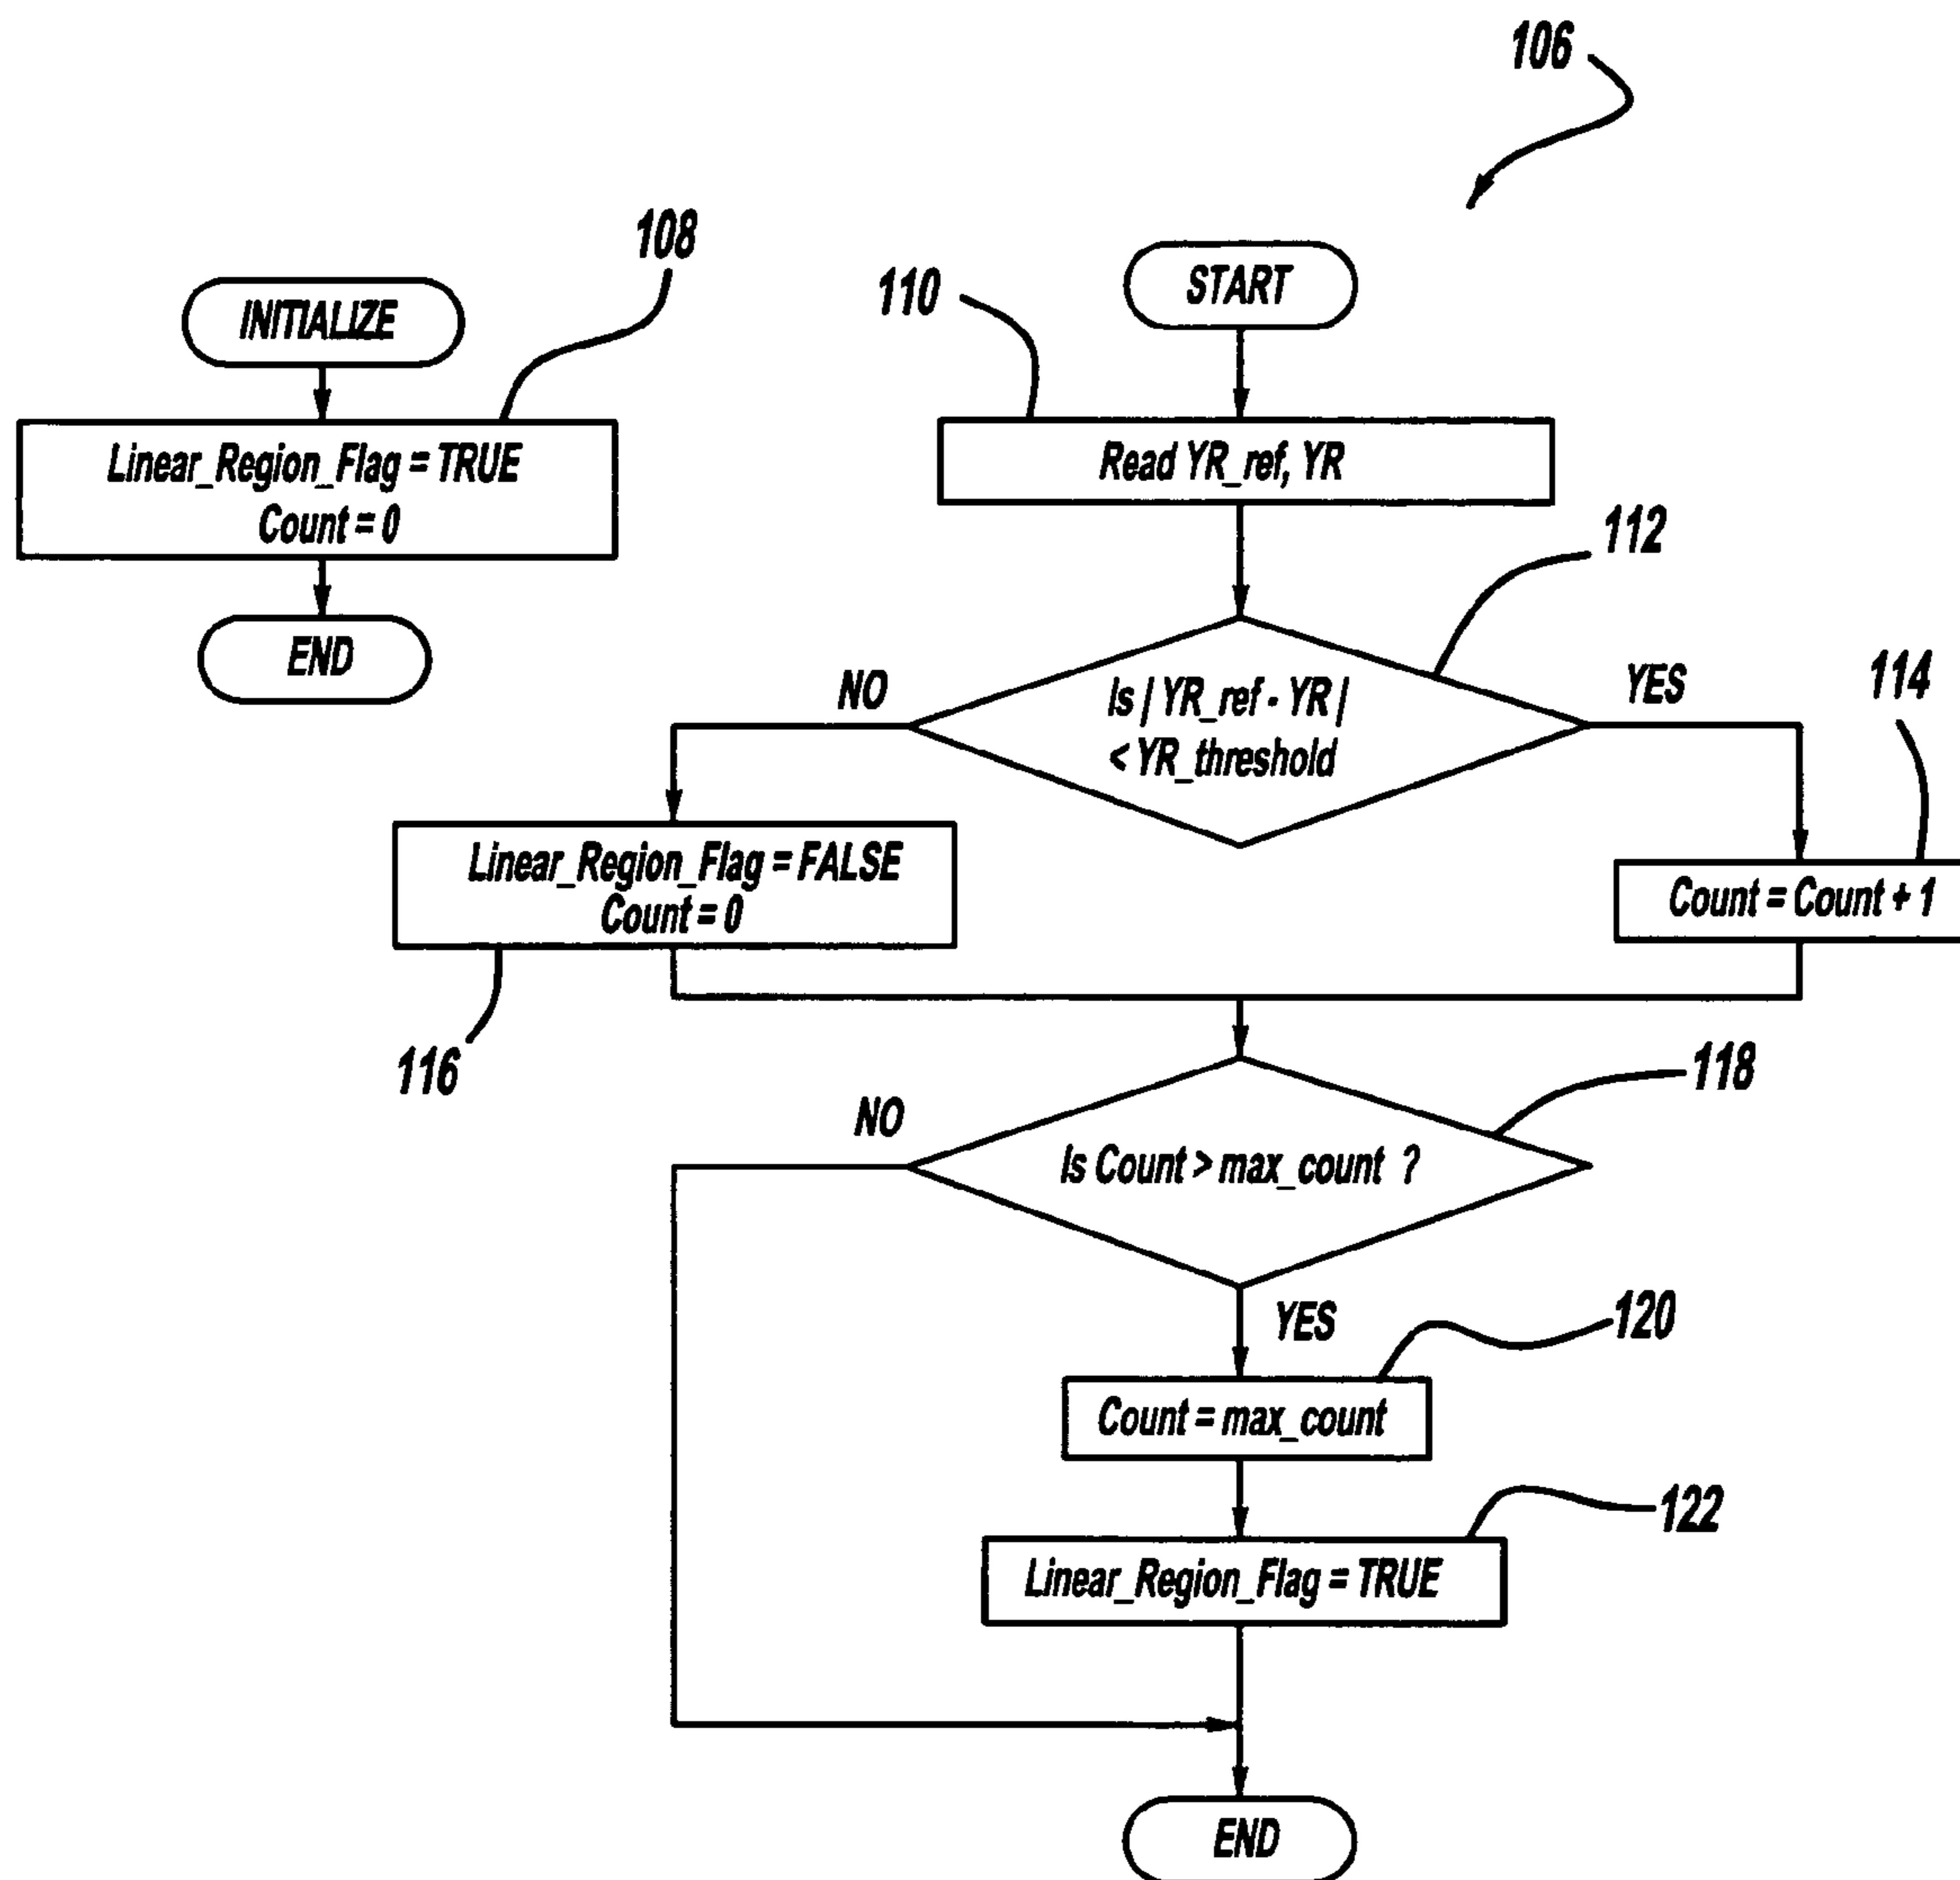 106
108
INITIALIZE
Linear_Region_Flag = TRUE
Count = 0
END
START
110
Read YR_ref, YR
112
Is | YR_ref - YR |
< YR_threshold
NO
YES
114
Linear_Region_Flag = FALSE
Count = 0
Count = Count + 1
116
118
Is Count > max_count ?
NO
YES
120
Count = max_count
122
Linear_Region_Flag = TRUE
END